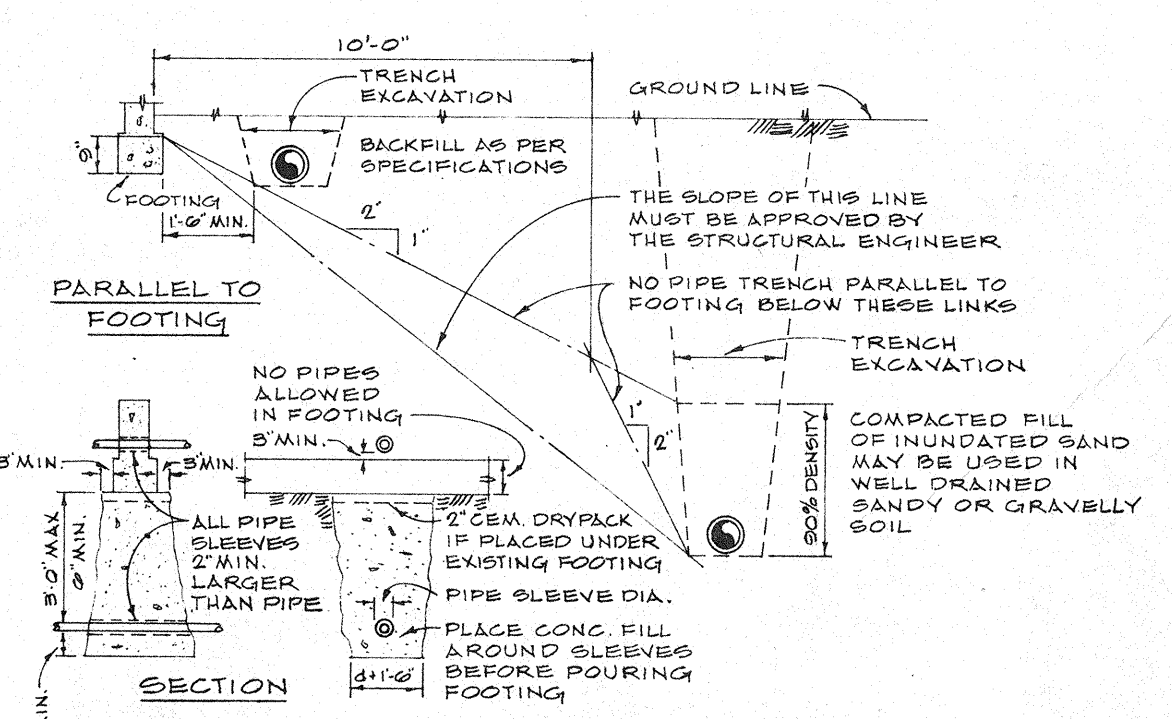 10'-0"
TRENCH
EXCAVATION
GROUND LINE
BACKFILL AS PER
SPECIFICATIONS
9"
FOOTING
1'-6" MIN.
2"
1"
THE SLOPE OF THIS LINE
MUST BE APPROVED BY
THE STRUCTURAL ENGINEER
PARALLEL TO
FOOTING
NO PIPE TRENCH PARALLEL TO
FOOTING BELOW THESE LINKS
TRENCH
EXCAVATION
NO PIPES
ALLOWED
IN FOOTING
3" MIN.
1"
2"
90% DENSITY
COMPACTED FILL
OF INUNDATED SAND
MAY BE USED IN
WELL DRAINED
SANDY OR GRAVELLY
SOIL
3" MIN.
3" MIN.
3'0" MAX
6" MIN.
ALL PIPE
SLEEVES
2" MIN.
LARGER
THAN PIPE
2" CEM. DRYPACK
IF PLACED UNDER
EXISTING FOOTING
PIPE SLEEVE DIA.
PLACE CONC. FILL
AROUND SLEEVES
BEFORE POURING
FOOTING
d+1'-6"
SECTION